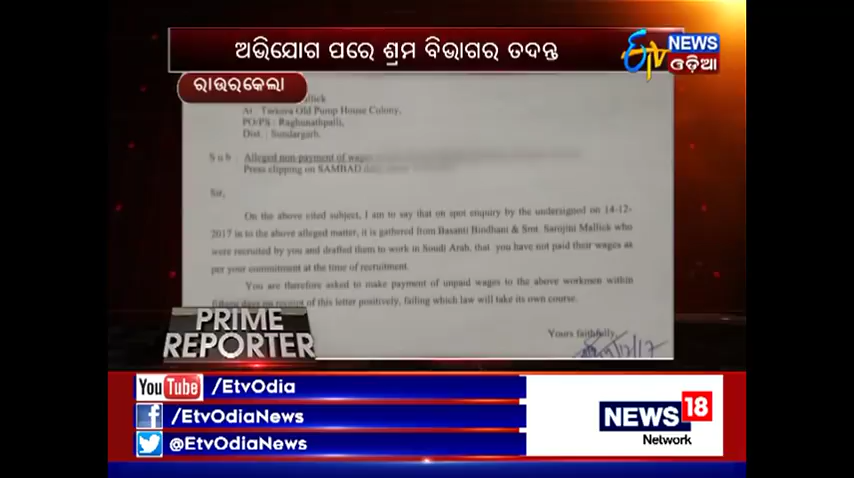 ଅଭିଯୋଗ ପରେ ଶ୍ରମ ବିଭାଗର ତଦନ୍ତ
ETV NEWS
ଓଡ଼ିଆ
ରାଉରକେଲା
At : Old Pump House Colony,
PO/PS : Raghunathpalli,
Dist. : Sundargarh.
Sub : Alleged non payment of wages
Press clipping on SAMBAD
Sir,
On the above cited subject, I am to say that on spot enquiry by the undersigned on 14-12-
2017 in to the above alleged matter, it is gathered from Basanti Bindhani & Smt. Sarojini Mallick who
were recruited by you and drafted them to work in Soudi Arab, that you have not paid their wages as
per your commitment at the time of recruitment.
You are therefore asked to make payment of unpaid wages to the above workmen within
fifteen days on receipt of this letter positively, failing which law will take its own course.
Yours faithfully,
PRIME
REPORTER
YouTube /EtvOdia
f /EtvOdiaNews
@EtvOdiaNews
NEWS 18
Network